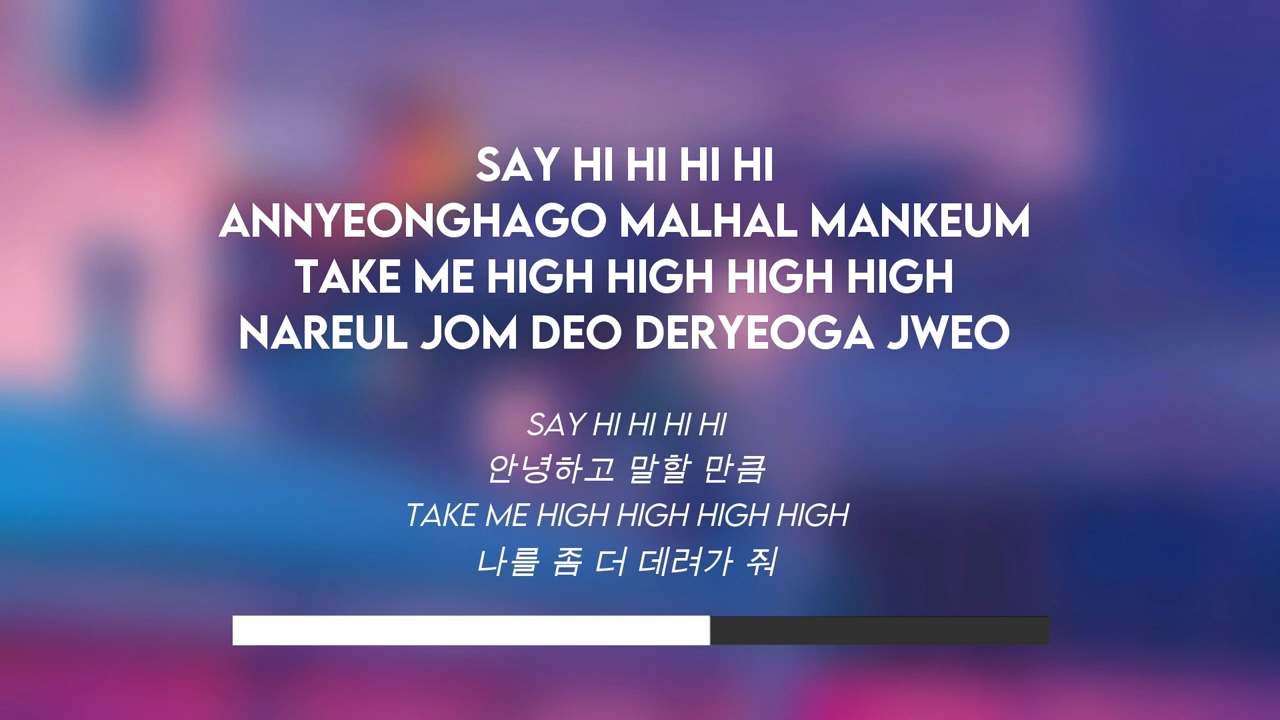 SAY HI HI HI HI
ANNYEONGHAGO MALHAL MANKEUM
TAKE ME HIGH HIGH HIGH HIGH
NAREUL JOM DEO DERYEOGA JWEO
SAY HI HI HI HI
안녕하고 말할 만큼
TAKE ME HIGH HIGH HIGH HIGH
나를 좀 더 데려가 줘